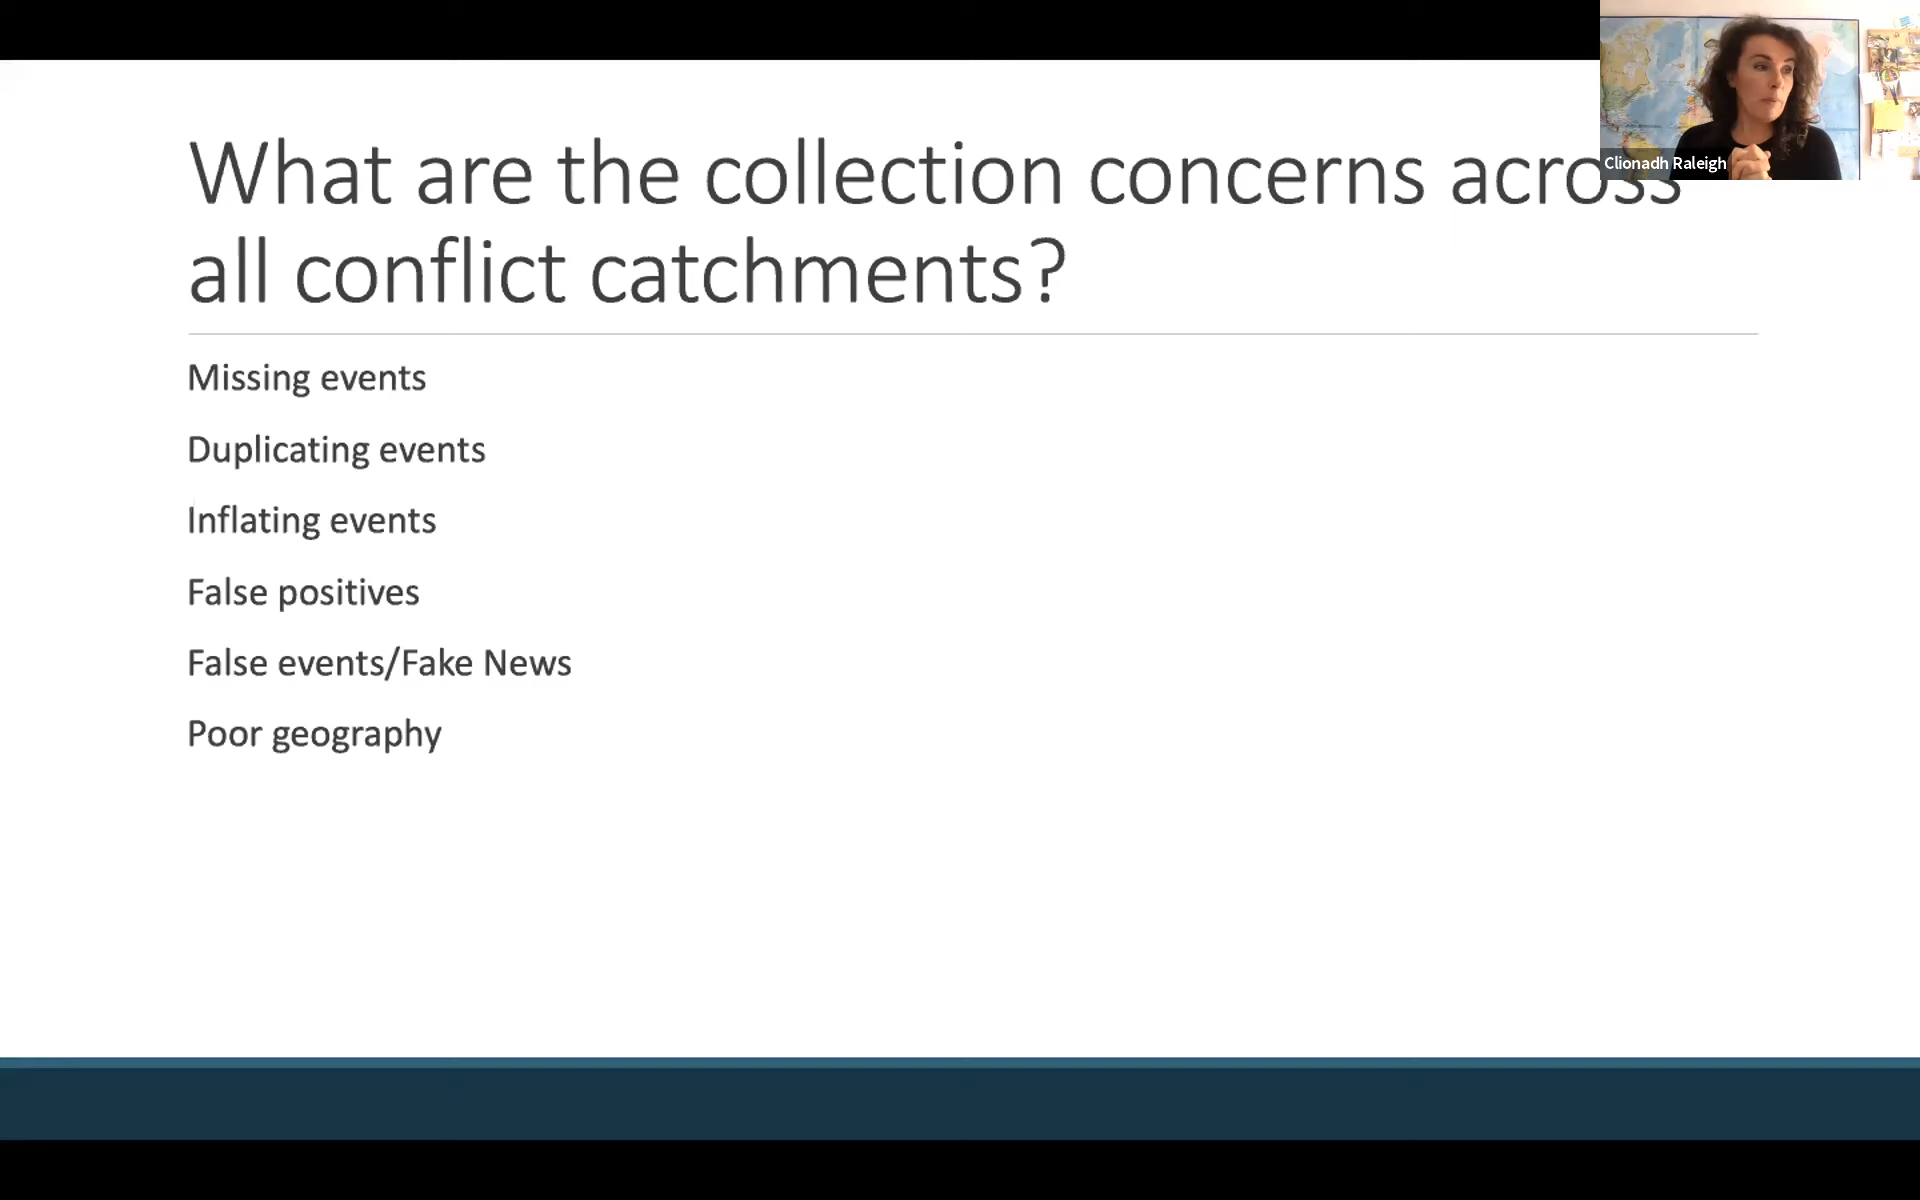 What are the collection concerns across
all conflict catchments?
Missing events
Duplicating events
Inflating events
False positives
False events/Fake News
Poor geography
Clionadh Raleigh